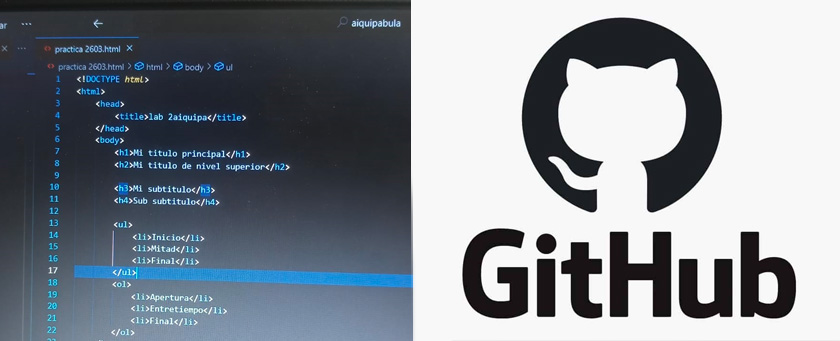 ar ··· ← aiquipabula
× ··· practica 2603.html ×
practica 2603.html > html > body > ul
1 <!DOCTYPE html>
2 <html>
3 <head>
4 <title>lab 2aiquipa</title>
5 </head>
6 <body>
7 <h1>Mi titulo principal</h1>
8 <h2>Mi titulo de nivel superior</h2>
9
10 <h3>Mi subtitulo</h3>
11 <h4>Sub subtitulo</h4>
12
13 <ul>
14 <li>Inicio</li>
15 <li>Mitad</li>
16 <li>Final</li>
17 </ul>
18 <ol>
19 <li>Apertura</li>
20 <li>Entretiempo</li>
21 <li>Final</li>
22 </ol>
GitHub